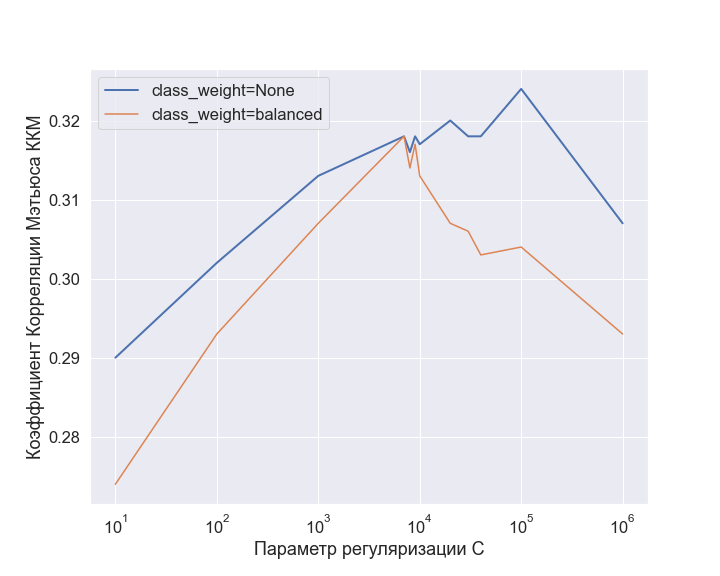 class_weight=None
class_weight=balanced
Коэффициент Корреляции Мэтьюса ККМ
0.32
0.31
0.30
0.29
0.28
10¹ 10² 10³ 10⁴ 10⁵ 10⁶
Параметр регуляризации C